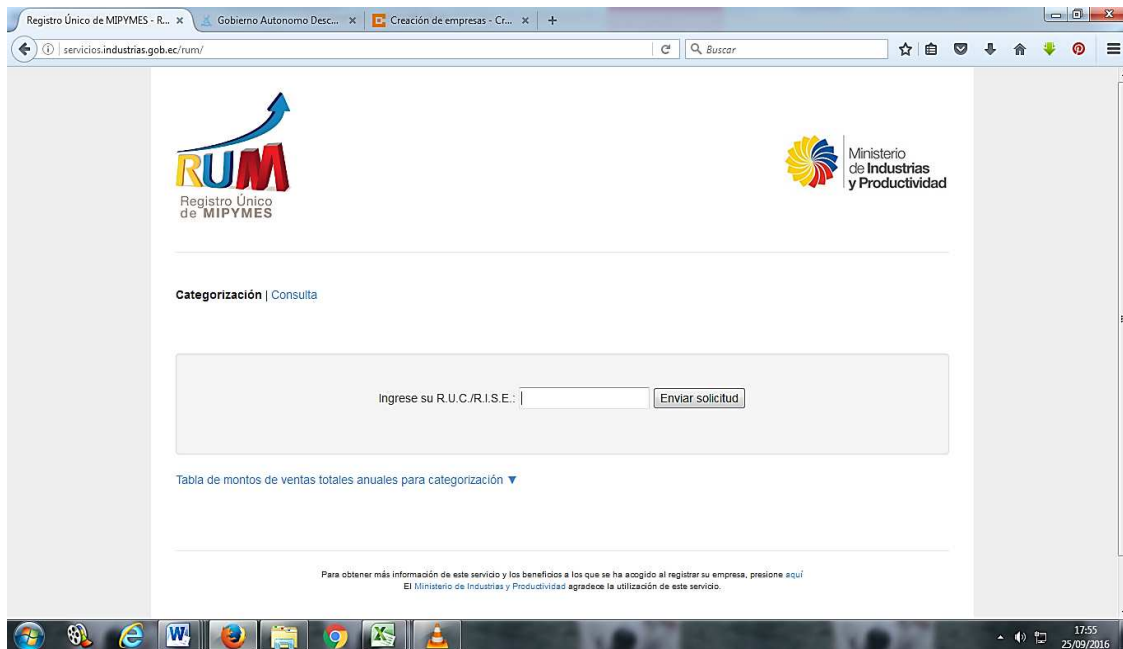 Registro Único de MIPYMES - R...
Gobierno Autonomo Desc...
Creación de empresas - Cr...
servicios.industrias.gob.ec/rum/
Buscar
RUM
Registro Único
de MIPYMES
Ministerio
de Industrias
y Productividad
Categorización | Consulta
Ingrese su R.U.C./R.I.S.E.:
Enviar solicitud
Tabla de montos de ventas totales anuales para categorización ▼
Para obtener más información de este servicio y los beneficios a los que se ha acogido al registrar su empresa, presione aquí
El Ministerio de Industrias y Productividad agradece la utilización de este servicio.
17:55
25/09/2016